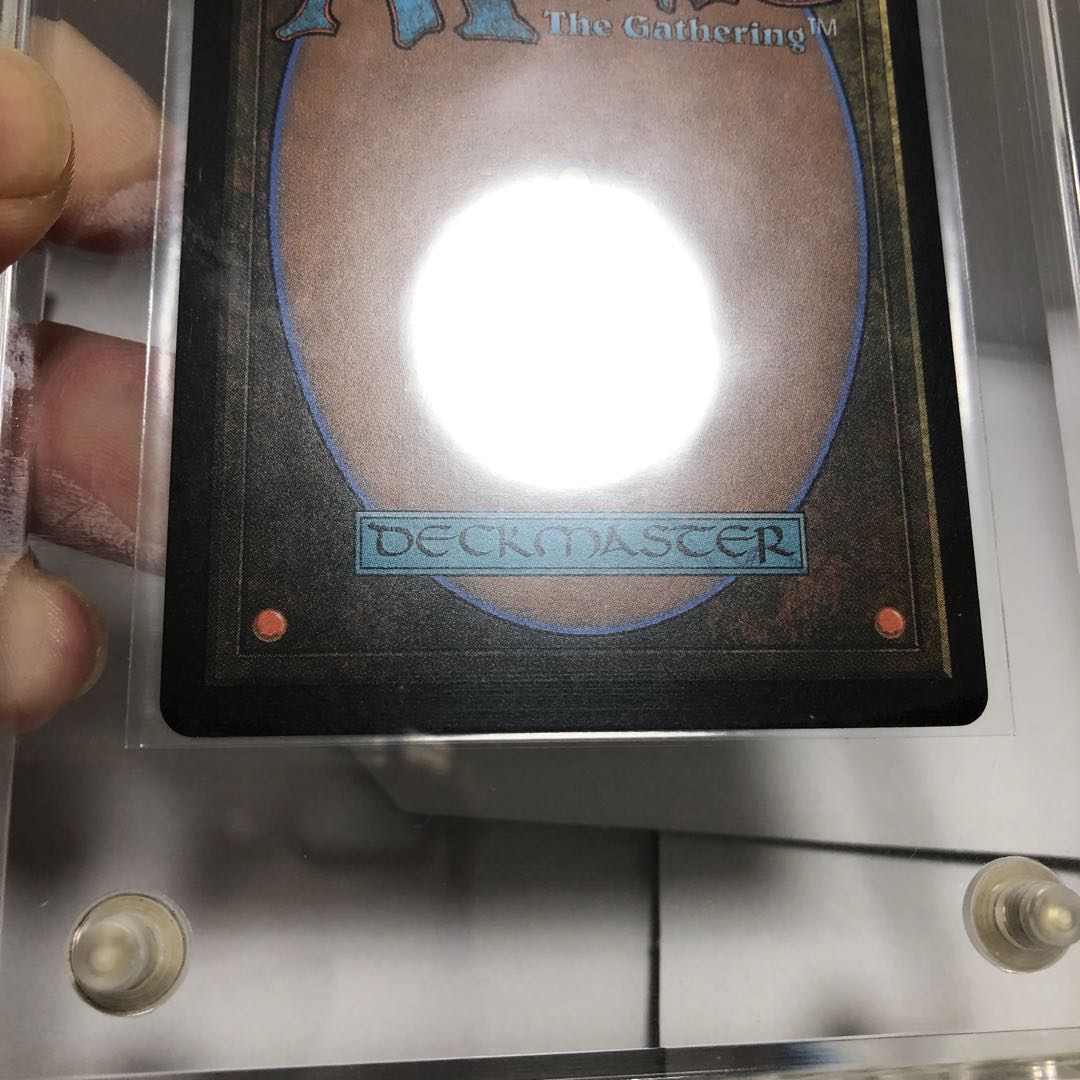 The Gathering™
DECKMASTER